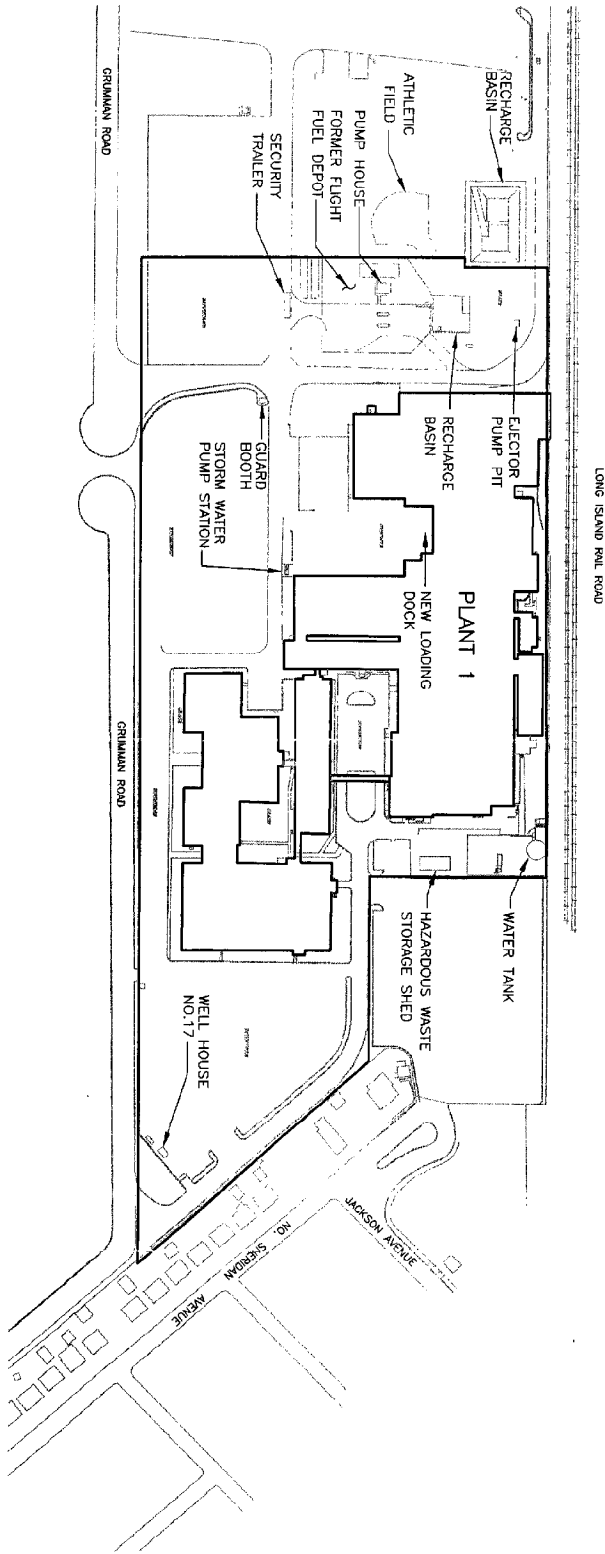 LONG ISLAND RAIL ROAD
RECHARGE
BASIN
ATHLETIC
FIELD
PUMP HOUSE
FORMER FLIGHT
FUEL DEPOT
SECURITY
TRAILER
GRUMMAN ROAD
EJECTOR
PUMP PIT
RECHARGE
BASIN
GUARD
BOOTH
STORM WATER
PUMP STATION
NEW LOADING
DOCK
PLANT 1
GRUMMAN ROAD
WATER TANK
HAZARDOUS WASTE
STORAGE SHED
WELL HOUSE
NO.17
JACKSON AVENUE
NO. SHERIDAN AVENUE